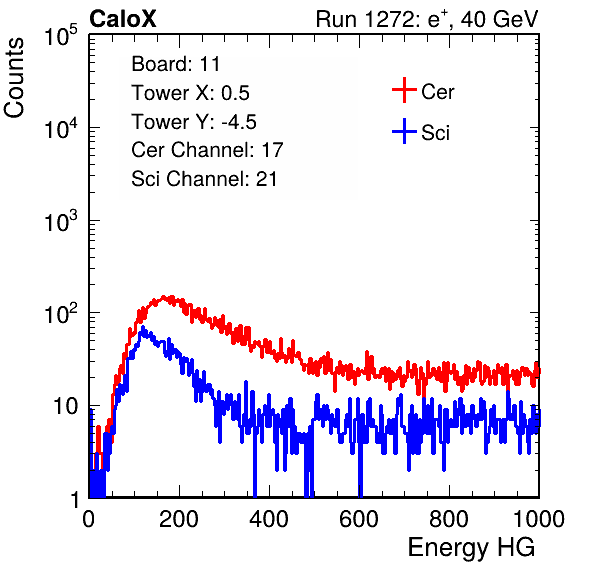 CaloX Run 1272: e⁺, 40 GeV
Counts
10⁵
10⁴
10³
10²
10
1
Board: 11
Tower X: 0.5
Tower Y: -4.5
Cer Channel: 17
Sci Channel: 21
Cer
Sci
0 200 400 600 800 1000
Energy HG